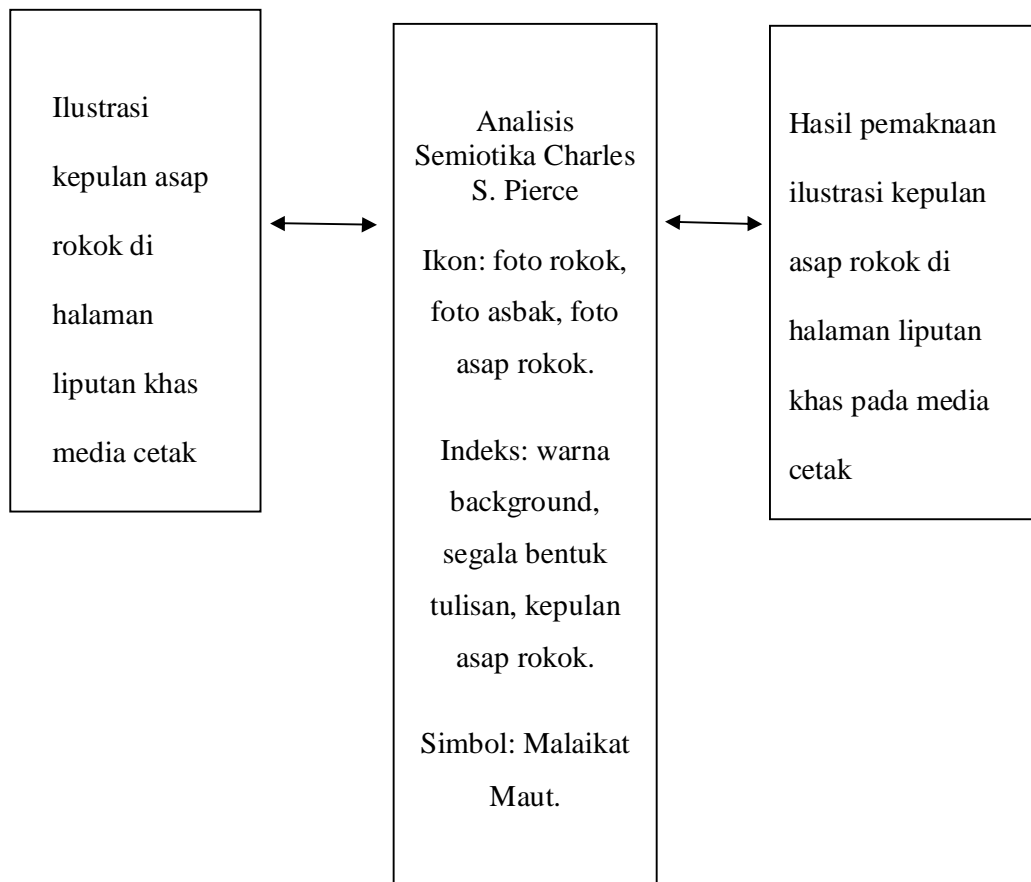 Ilustrasi
kepulan asap
rokok di
halaman
liputan khas
media cetak
Analisis
Semiotika Charles
S. Pierce
Ikon: foto rokok,
foto asbak, foto
asap rokok.
Indeks: warna
background,
segala bentuk
tulisan, kepulan
asap rokok.
Simbol: Malaikat
Maut.
Hasil pemaknaan
ilustrasi kepulan
asap rokok di
halaman liputan
khas pada media
cetak